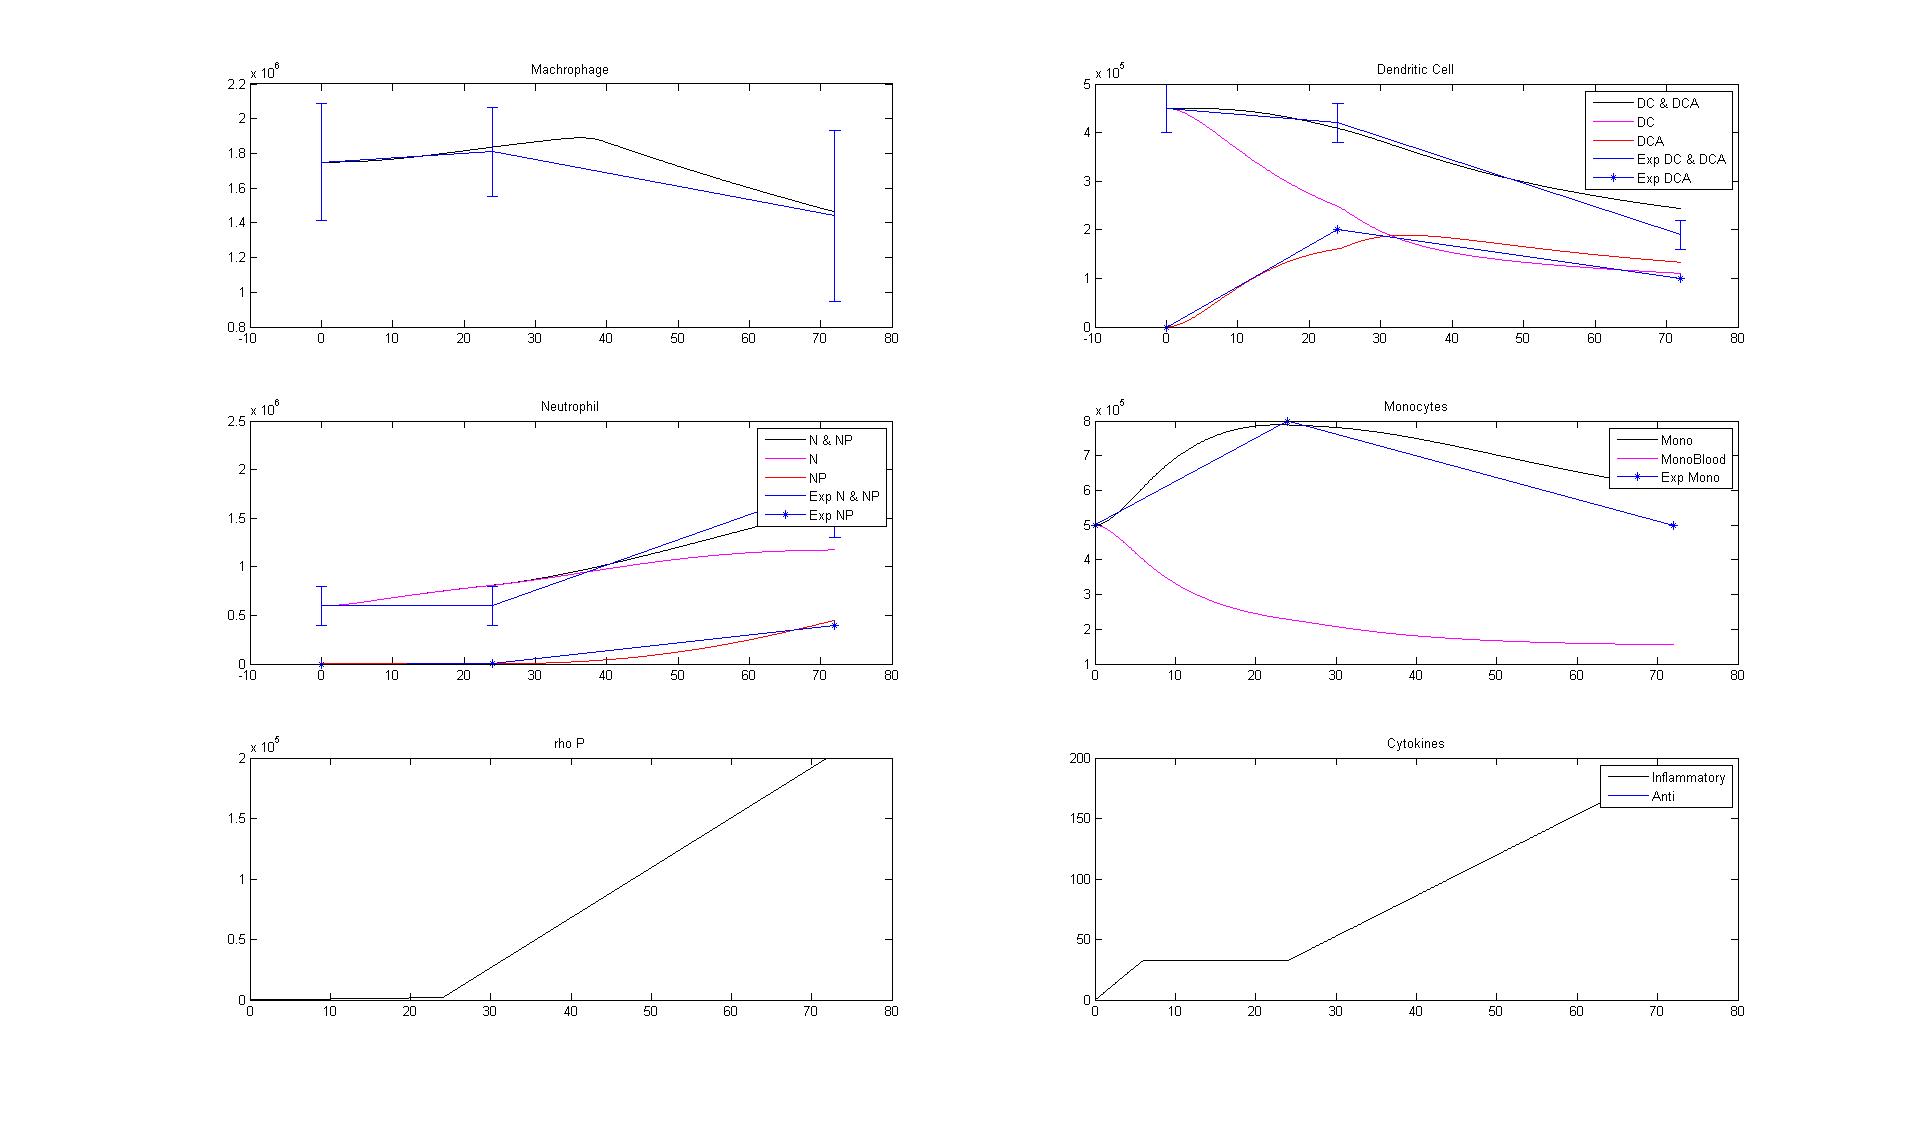 Machrophage
x 10^6
2.2
2
1.8
1.6
1.4
1.2
1
0.8
-10 0 10 20 30 40 50 60 70 80
Dendritic Cell
x 10^5
5
4
3
2
1
0
-10 0 10 20 30 40 50 60 70 80
DC & DCA
DC
DCA
Exp DC & DCA
Exp DCA
Neutrophil
x 10^6
2.5
2
1.5
1
0.5
0
-10 0 10 20 30 40 50 60 70 80
N & NP
N
NP
Exp N & NP
Exp NP
Monocytes
x 10^5
8
7
6
5
4
3
2
1
0 10 20 30 40 50 60 70 80
Mono
MonoBlood
Exp Mono
rho P
x 10^5
2
1.5
1
0.5
0
0 10 20 30 40 50 60 70 80
Cytokines
200
150
100
50
0
0 10 20 30 40 50 60 70 80
Inflammatory
Anti